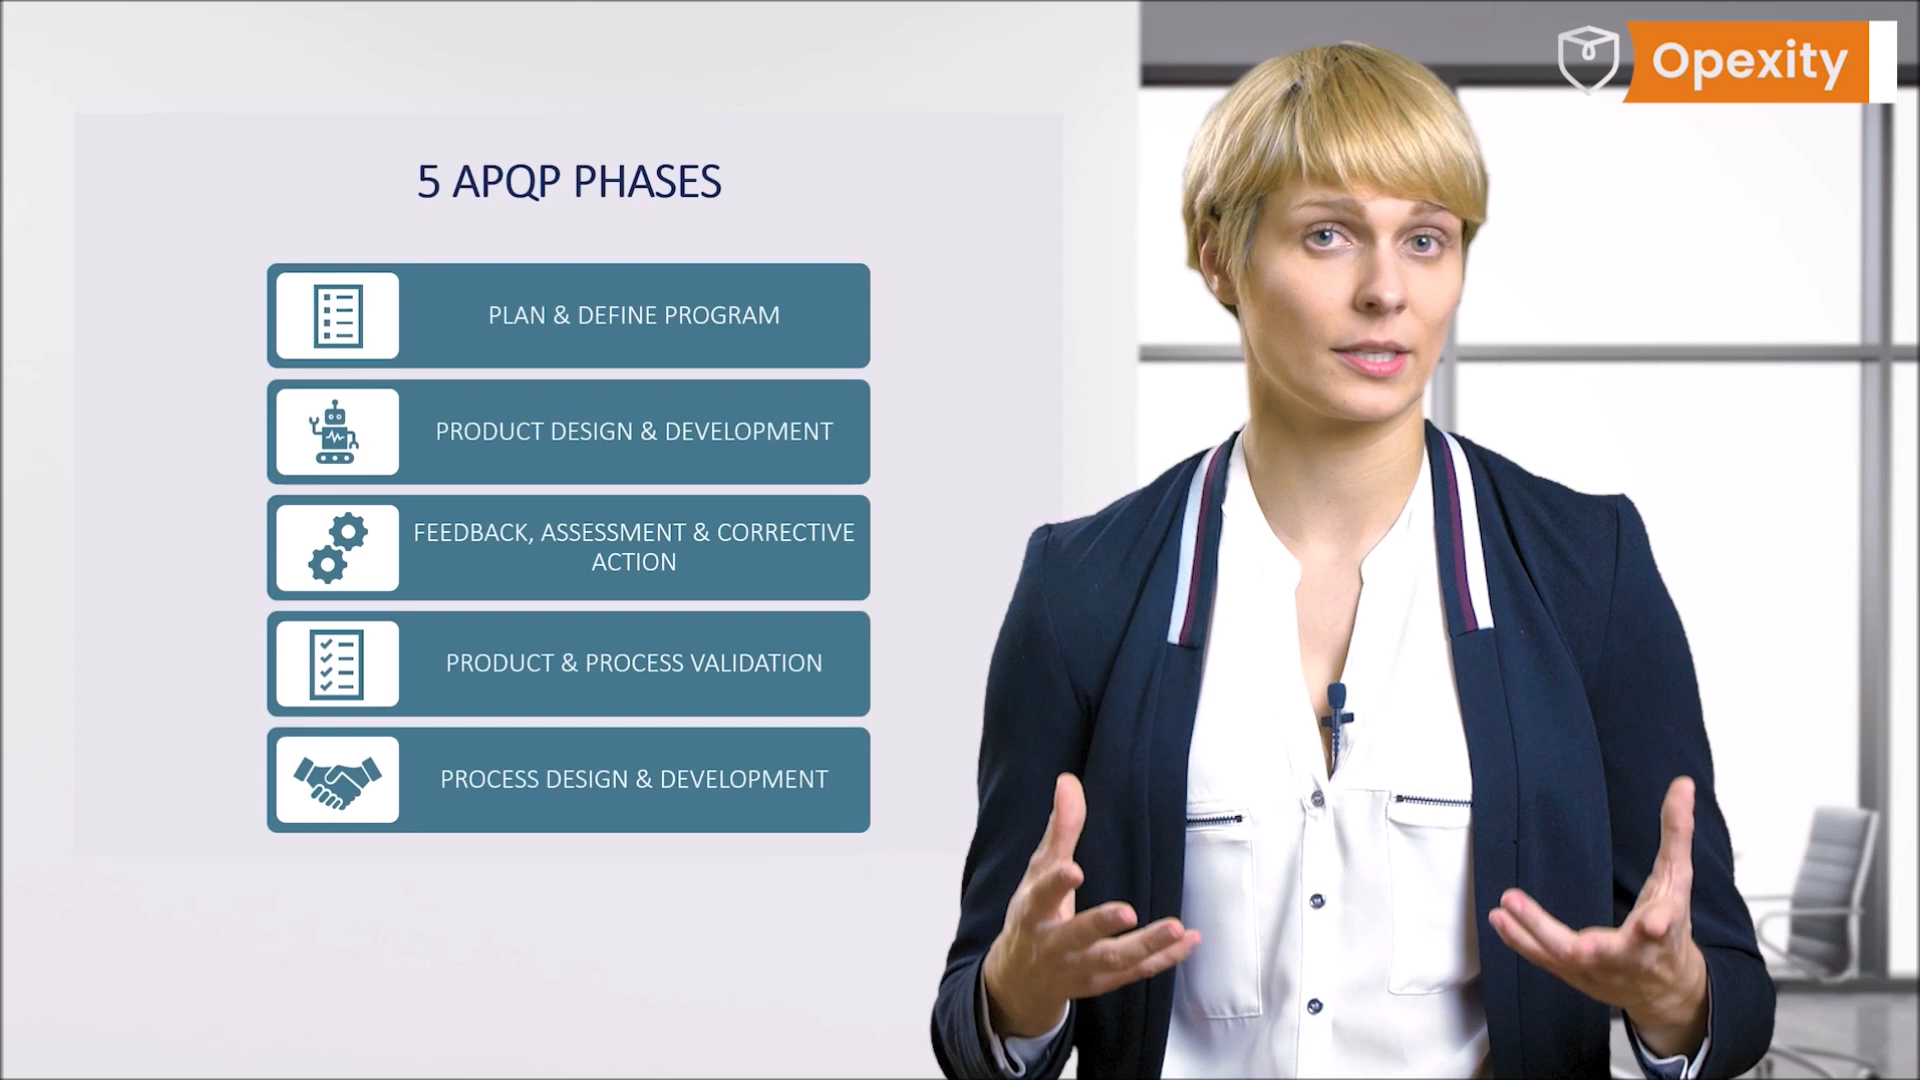 Opexity
5 APQP PHASES
PLAN & DEFINE PROGRAM
PRODUCT DESIGN & DEVELOPMENT
FEEDBACK, ASSESSMENT & CORRECTIVE
ACTION
PRODUCT & PROCESS VALIDATION
PROCESS DESIGN & DEVELOPMENT